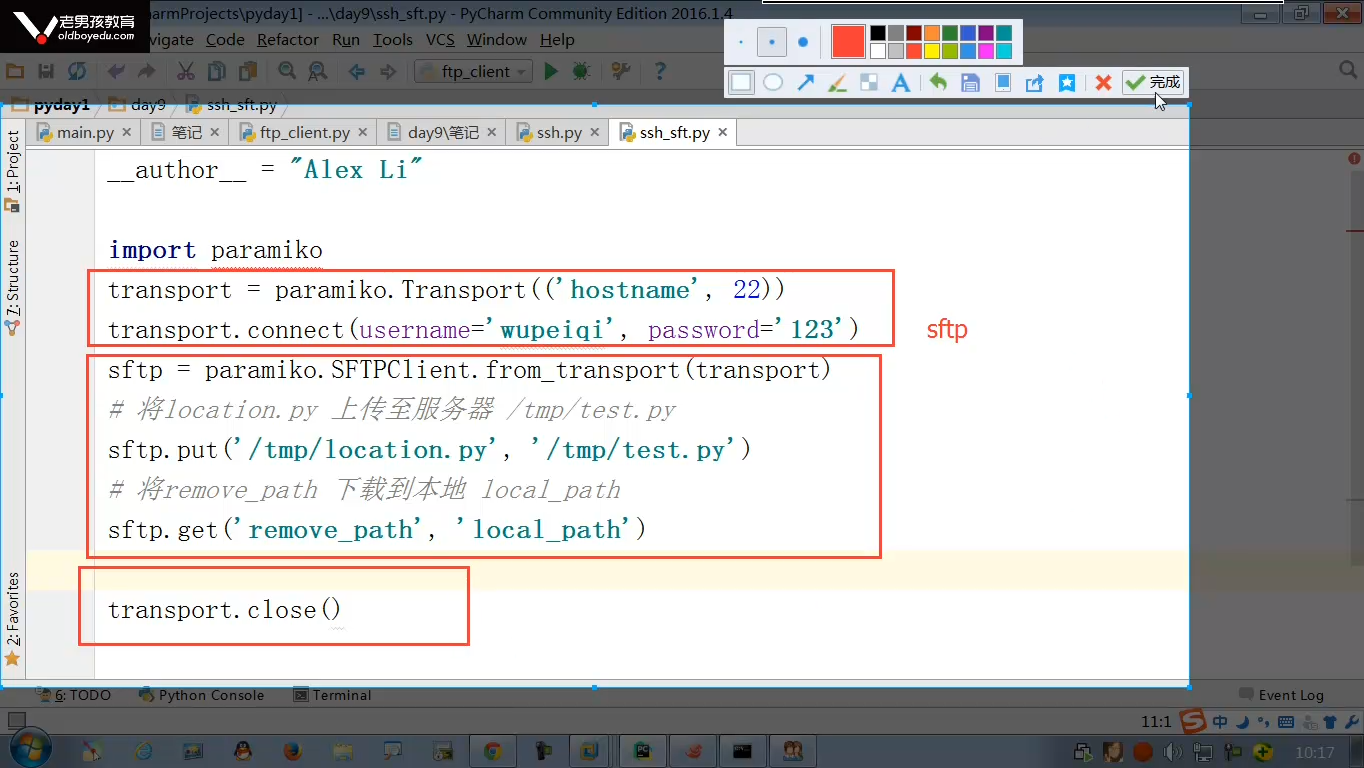 老男孩教育
oldboyedu.com
armProjects\pyday1] - ...\day9\ssh_sft.py - PyCharm Community Edition 2016.1.4
vigate Code Refactor Run Tools VCS Window Help
ftp_client
完成
pyday1 day9 ssh_sft.py
main.py 笔记 ftp_client.py day9\笔记 ssh.py ssh_sft.py
1: Project
7: Structure
2: Favorites
__author__ = "Alex Li"
import paramiko
transport = paramiko.Transport(('hostname', 22))
transport.connect(username='wupeiqi', password='123')
sftp
sftp = paramiko.SFTPClient.from_transport(transport)
# 将location.py 上传至服务器 /tmp/test.py
sftp.put('/tmp/location.py', '/tmp/test.py')
# 将remove_path 下载到本地 local_path
sftp.get('remove_path', 'local_path')
transport.close()
6: TODO Python Console Terminal Event Log
11:1 中
10:17